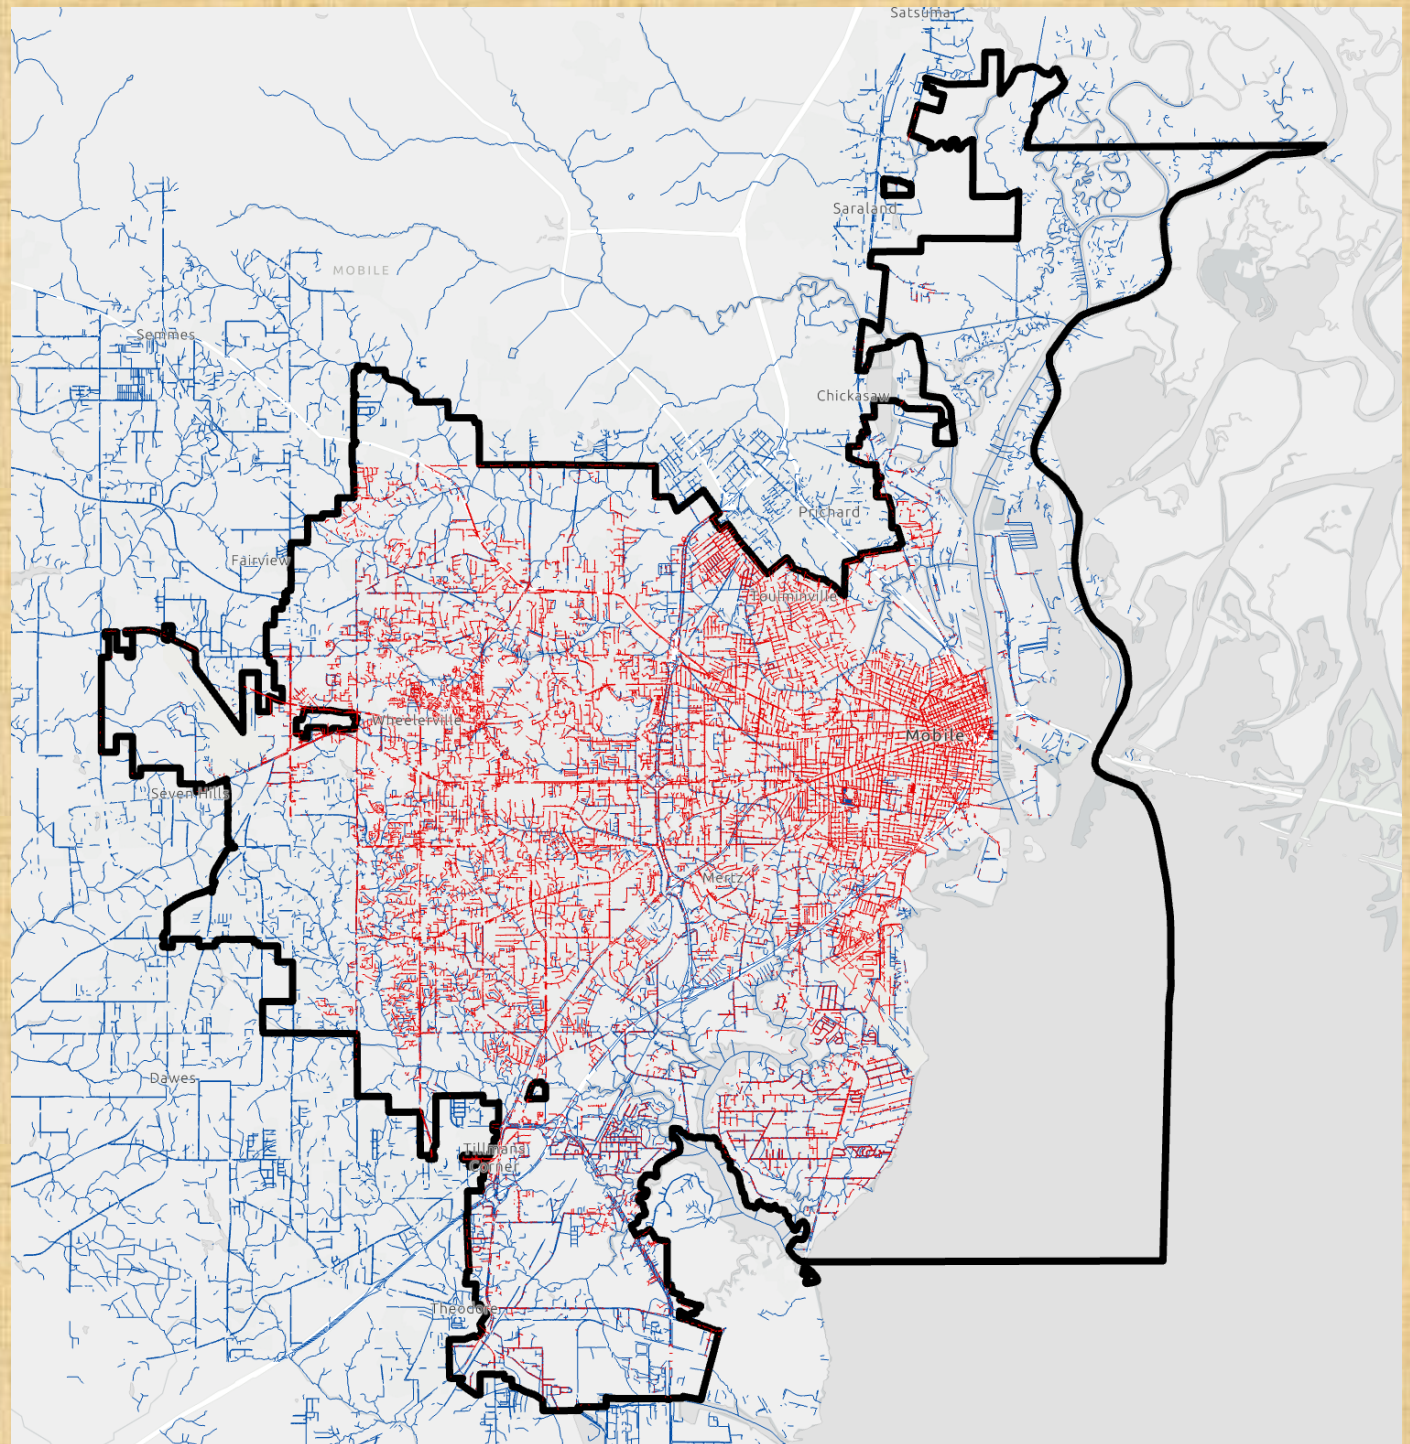 Satsuma
Saraland
MOBILE
Semmes
Chickasaw
Prichard
Fairview
Toulminville
Wheelerville
Mobile
Seven Hills
Mertz
Dawes
Tillmans
Corner
Theodore